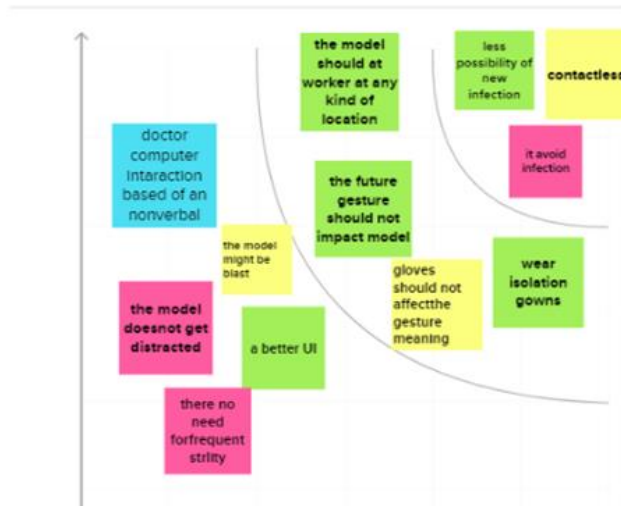 the model
should at
worker at any
kind of
location
less
possibility of
new
infection
contactless
it avoid
infection
doctor
computer
intaraction
based of an
nonverbal
the future
gesture
should not
impact model
the model
might be
blast
gloves
should not
affectthe
gesture
meaning
wear
isolation
gowns
the model
doesnot get
distracted
a better UI
there no
need
forfrequent
strlity